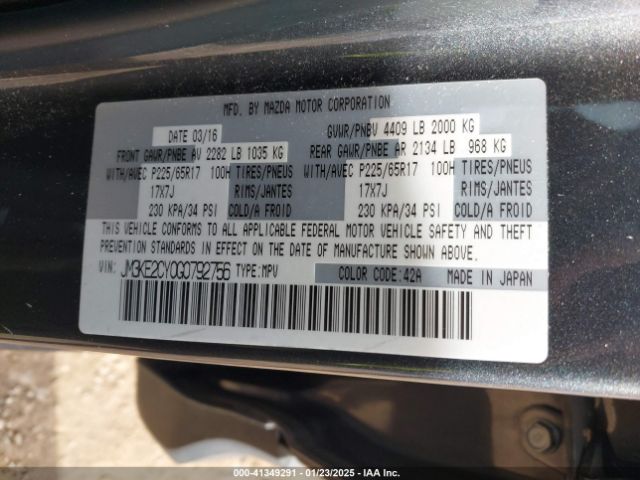 MFD. BY MAZDA MOTOR CORPORATION
DATE 03/16 GVWR/PNBV 4409 LB 2000 KG
FRONT GAWR/PNBE AV 2282 LB 1035 KG REAR GAWR/PNBE AR 2134 LB 968 KG
WITH/AVEC P225/65R17 100H TIRES/PNEUS WITH/AVEC P225/65R17 100H TIRES/PNEUS
17X7J RIMS/JANTES 17X7J RIMS/JANTES
230 KPA/34 PSI COLD/A FROID 230 KPA/34 PSI COLD/A FROID
THIS VEHICLE CONFORMS TO ALL APPLICABLE FEDERAL MOTOR VEHICLE SAFETY AND THEFT
PREVENTION STANDARDS IN EFFECT ON THE DATE OF MANUFACTURE SHOWN ABOVE.
VIN: JM3KE2CY0G0792756 TYPE:MPV COLOR CODE:42A MADE IN JAPAN
000-41349291 - 01/23/2025 - IAAI.COM